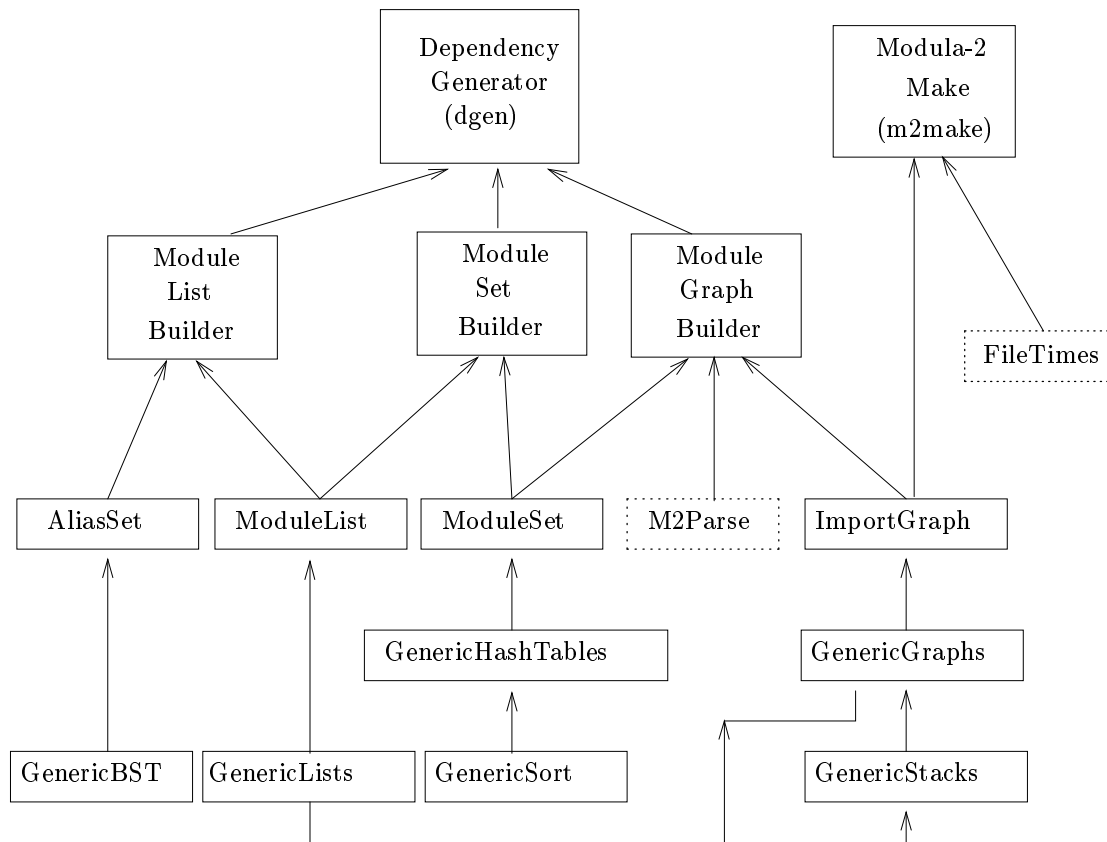 Dependency
Generator
(dgen)
Modula-2
Make
(m2make)
Module
List
Builder
Module
Set
Builder
Module
Graph
Builder
FileTimes
AliasSet
ModuleList
ModuleSet
M2Parse
ImportGraph
GenericHashTables
GenericGraphs
GenericBST
GenericLists
GenericSort
GenericStacks